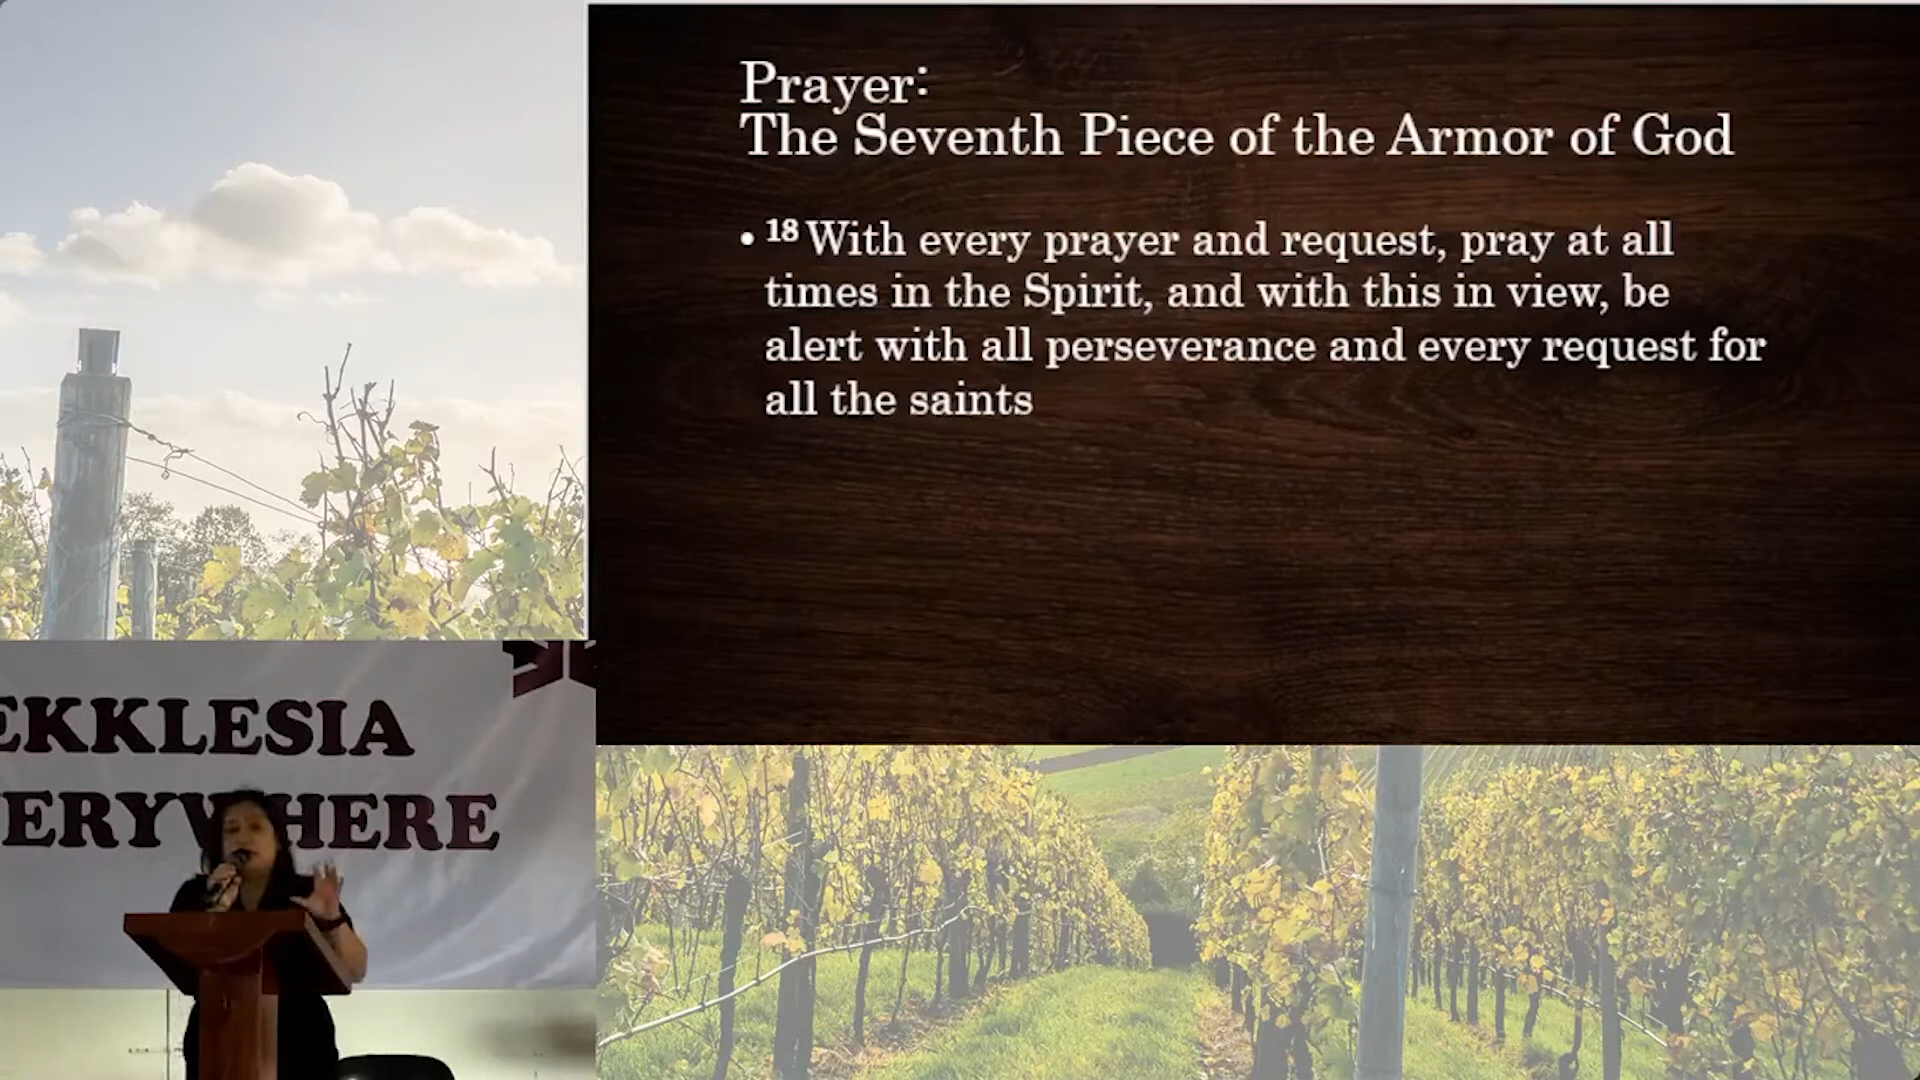 Prayer:
The Seventh Piece of the Armor of God
• 18 With every prayer and request, pray at all
times in the Spirit, and with this in view, be
alert with all perseverance and every request for
all the saints
EKKLESIA
ERYWHERE